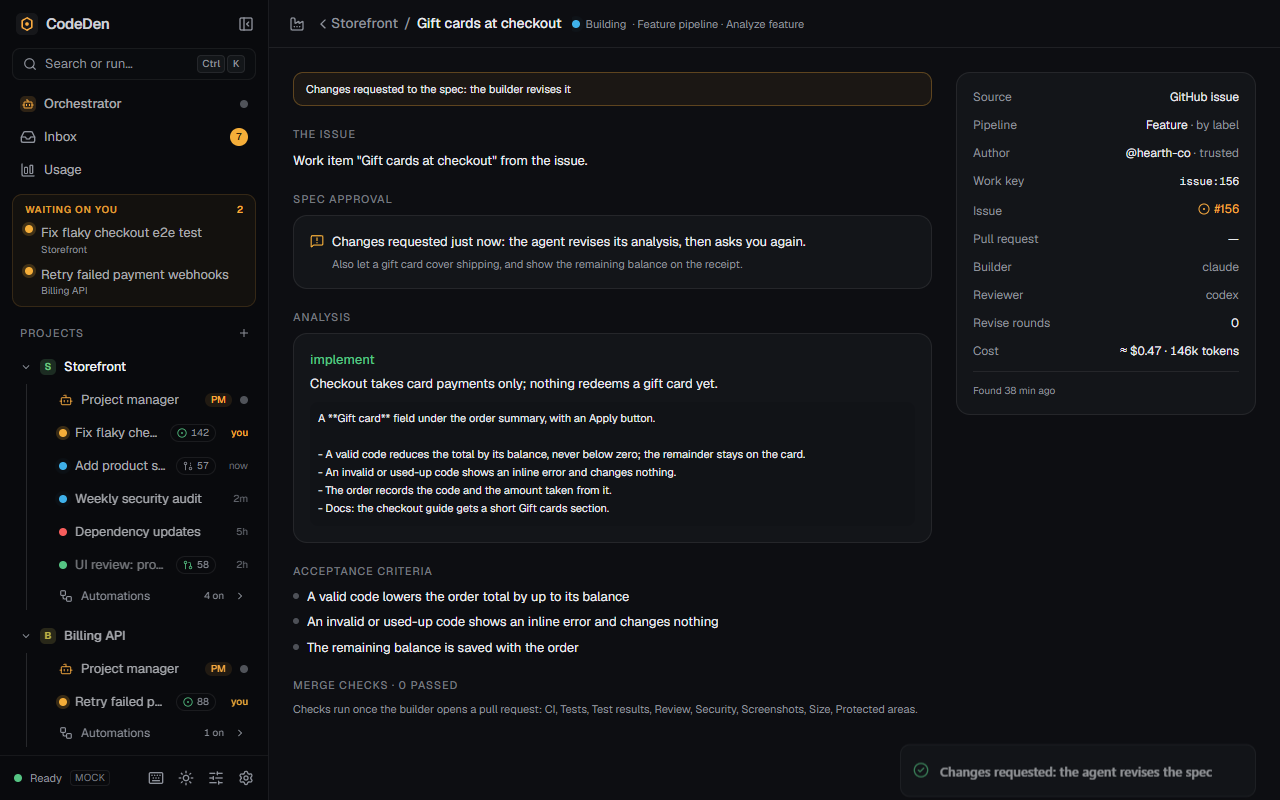 CodeDen
Search or run… Ctrl K
Orchestrator
Inbox 7
Usage
WAITING ON YOU 2
Fix flaky checkout e2e test
Storefront
Retry failed payment webhooks
Billing API
PROJECTS +
S Storefront
Project manager PM
Fix flaky che… 142 you
Add product s… 57 now
Weekly security audit 2m
Dependency updates 5h
UI review: pro… 58 2h
Automations 4 on
B Billing API
Project manager PM
Retry failed p… 88 you
Automations 1 on
Ready MOCK
Storefront / Gift cards at checkout Building · Feature pipeline · Analyze feature
Changes requested to the spec: the builder revises it
THE ISSUE
Work item "Gift cards at checkout" from the issue.
SPEC APPROVAL
Changes requested just now: the agent revises its analysis, then asks you again.
Also let a gift card cover shipping, and show the remaining balance on the receipt.
ANALYSIS
implement
Checkout takes card payments only; nothing redeems a gift card yet.
A **Gift card** field under the order summary, with an Apply button.
- A valid code reduces the total by its balance, never below zero; the remainder stays on the card.
- An invalid or used-up code shows an inline error and changes nothing.
- The order records the code and the amount taken from it.
- Docs: the checkout guide gets a short Gift cards section.
ACCEPTANCE CRITERIA
A valid code lowers the order total by up to its balance
An invalid or used-up code shows an inline error and changes nothing
The remaining balance is saved with the order
MERGE CHECKS · 0 PASSED
Checks run once the builder opens a pull request: CI, Tests, Test results, Review, Security, Screenshots, Size, Protected areas.
Source GitHub issue
Pipeline Feature · by label
Author @hearth-co · trusted
Work key issue:156
Issue #156
Pull request —
Builder claude
Reviewer codex
Revise rounds 0
Cost ≈ $0.47 · 146k tokens
Found 38 min ago
Changes requested: the agent revises the spec